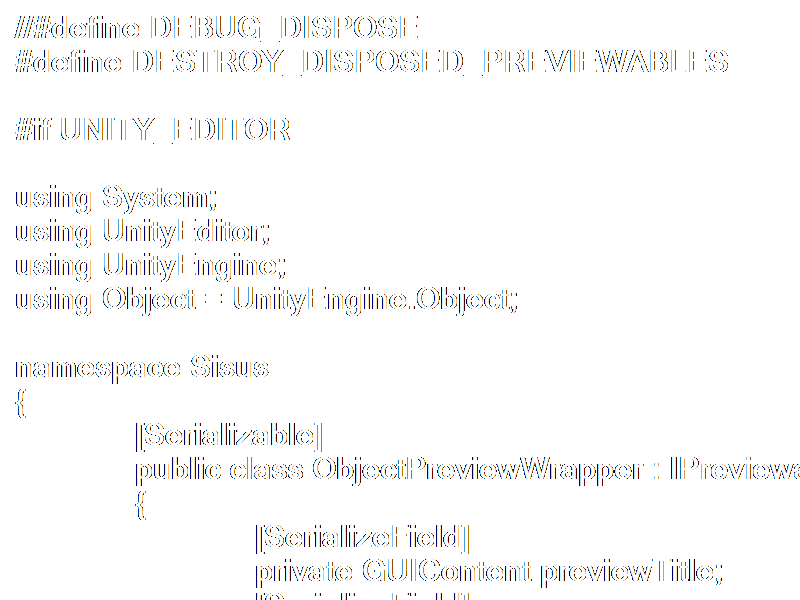 //#define DEBUG_DISPOSE
#define DESTROY_DISPOSED_PREVIEWABLES
#if UNITY_EDITOR
using System;
using UnityEditor;
using UnityEngine;
using Object = UnityEngine.Object;
namespace Sisus
{
[Serializable]
public class ObjectPreviewWrapper : IPreviewa
{
[SerializeField]
private GUIContent previewTitle;